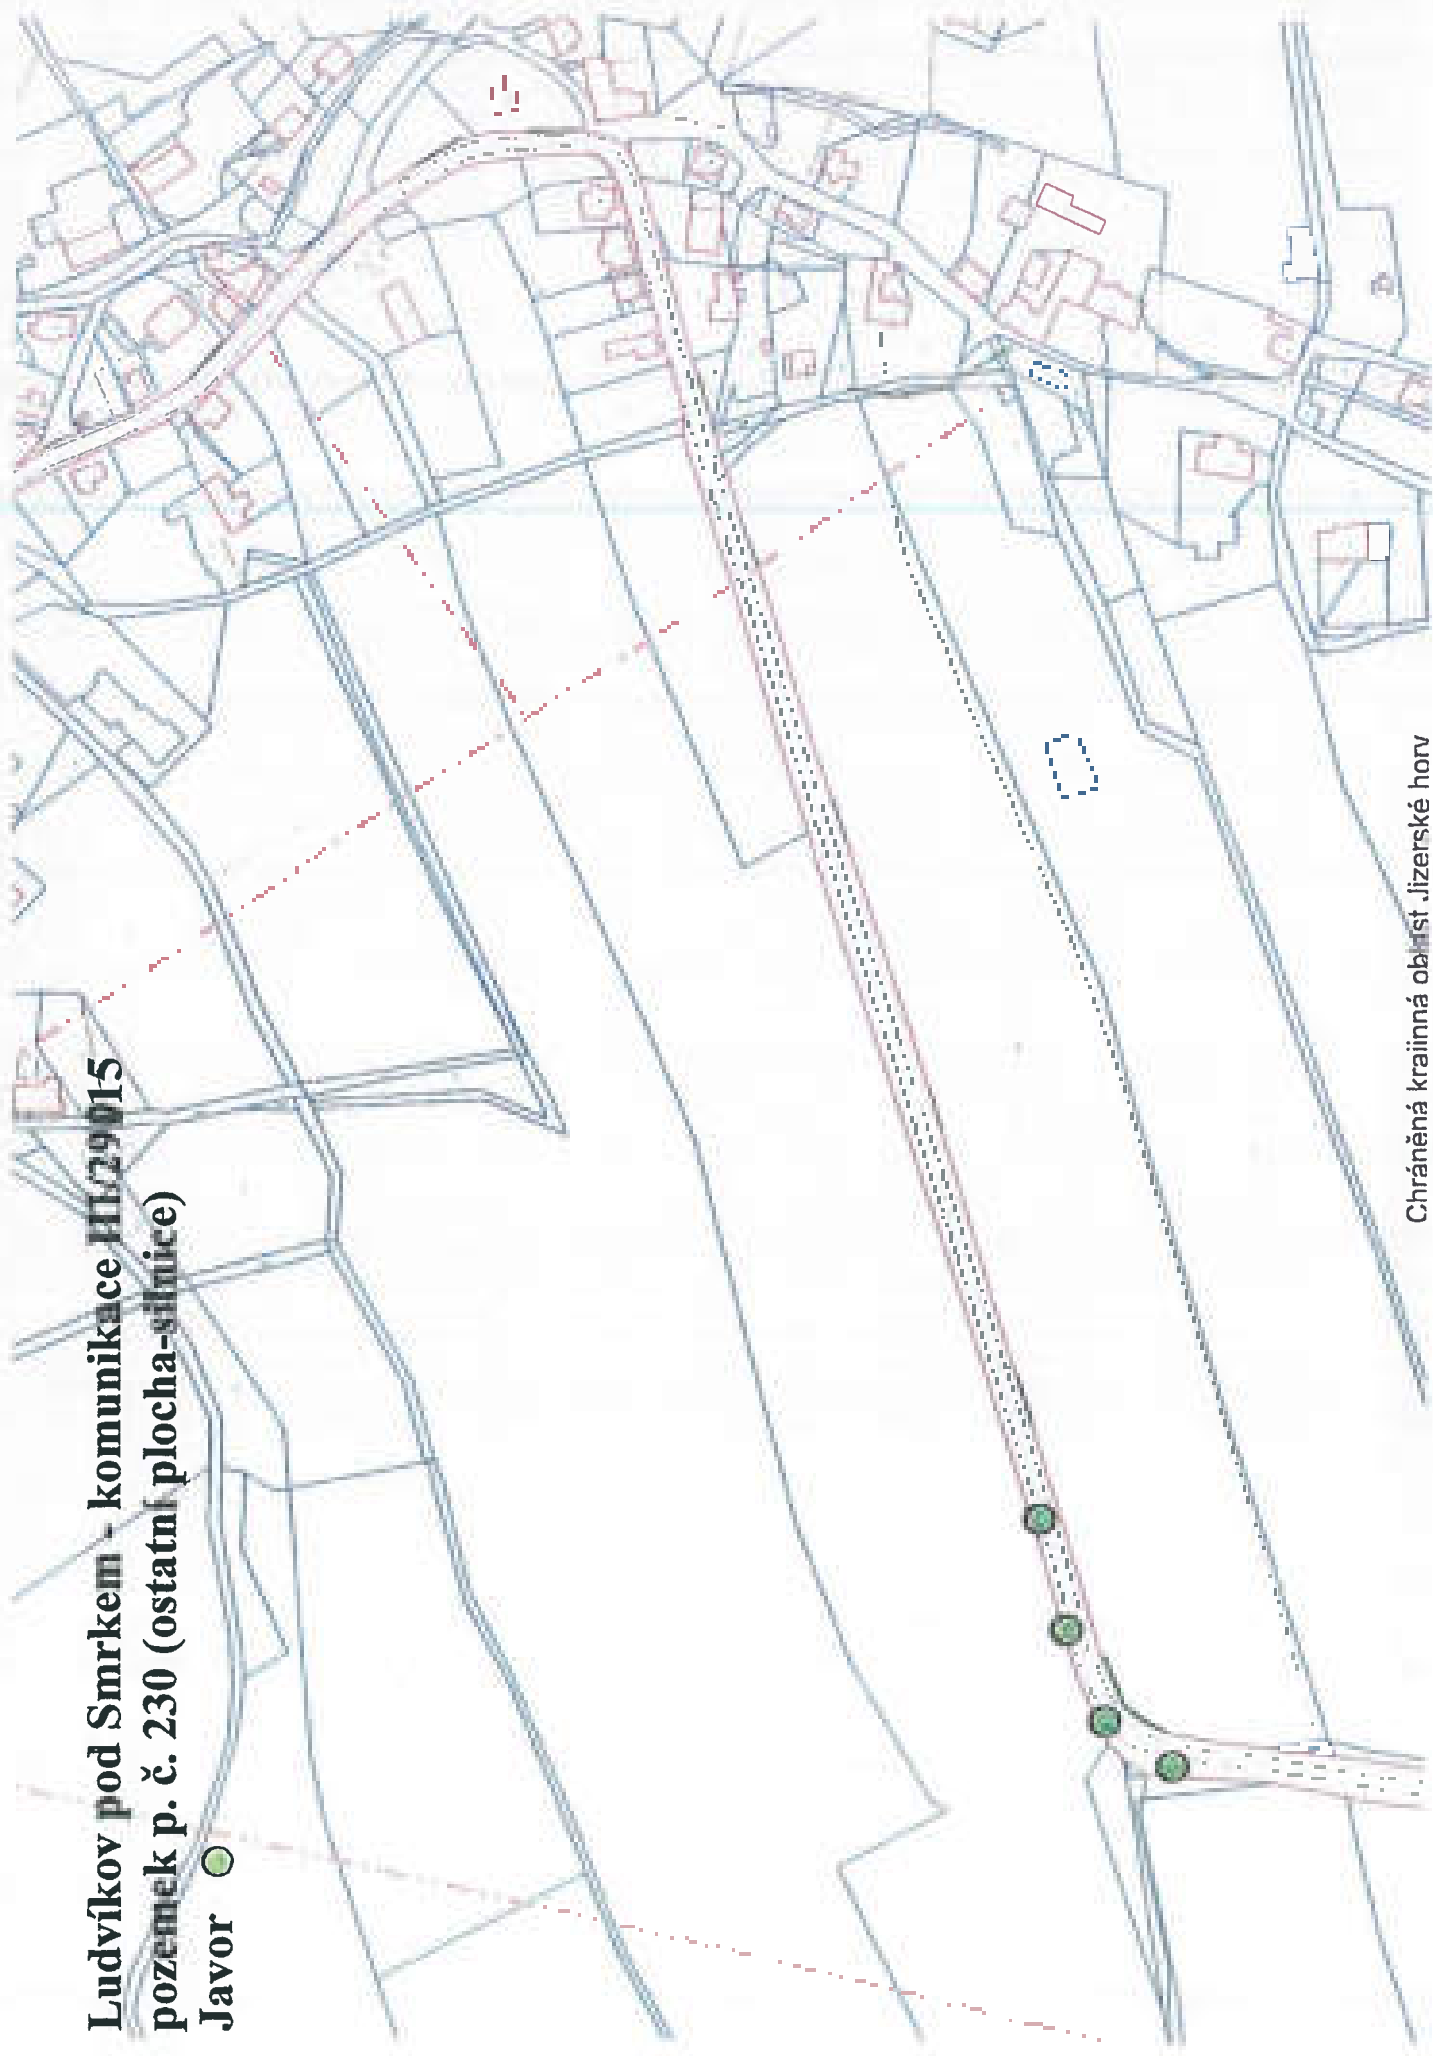 Ludvíkov pod Smrkem - komunikace III/29015
pozemek p. č. 230 (ostatní plocha-silnice)
Javor
Chráněná krajinná oblast Jizerské hory